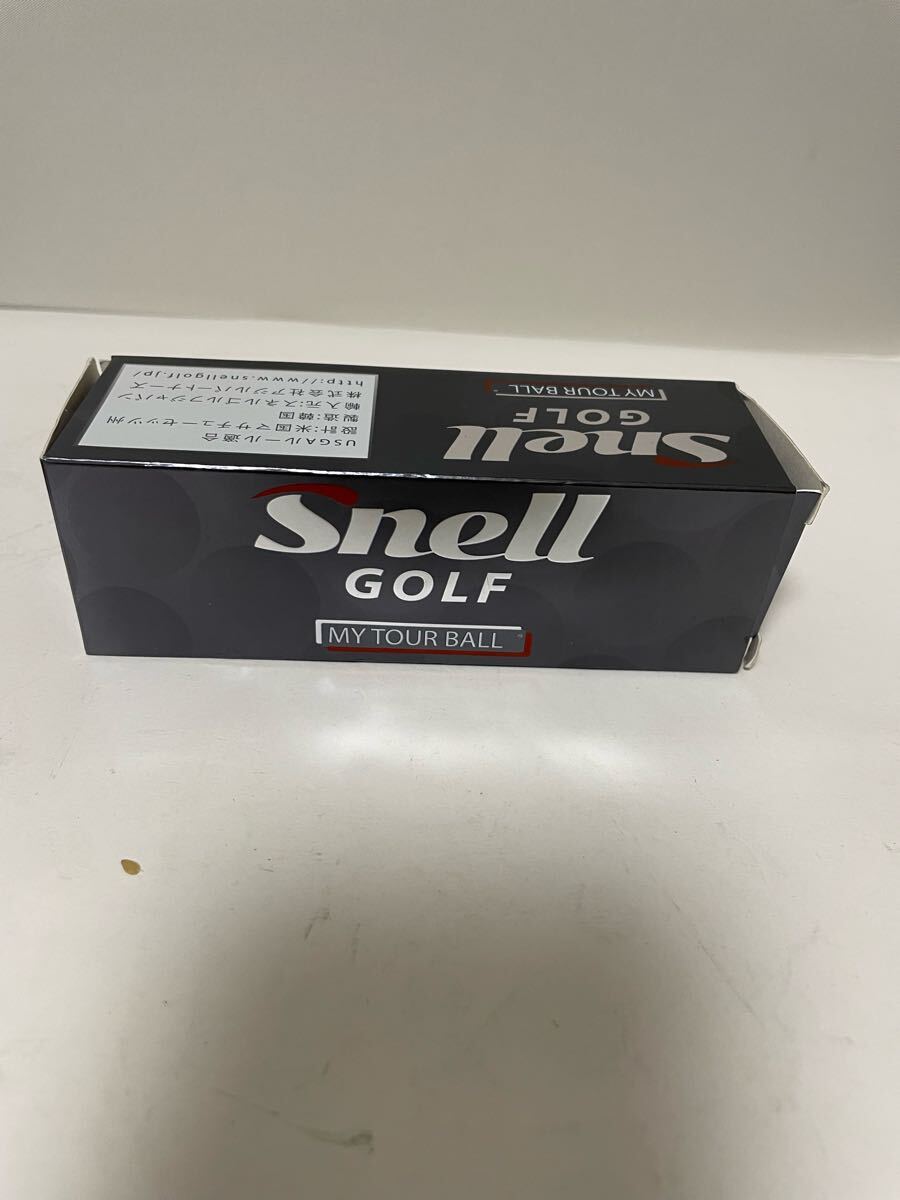 USGAルール適合
設計:米国マサチューセッツ州
製造:韓国
輸入元:スネルゴルフジャパン
株式会社アジルパートナーズ
http://www.snellgolf.jp/
Snell
GOLF
MY TOUR BALL
Snell
GOLF
MY TOUR BALL